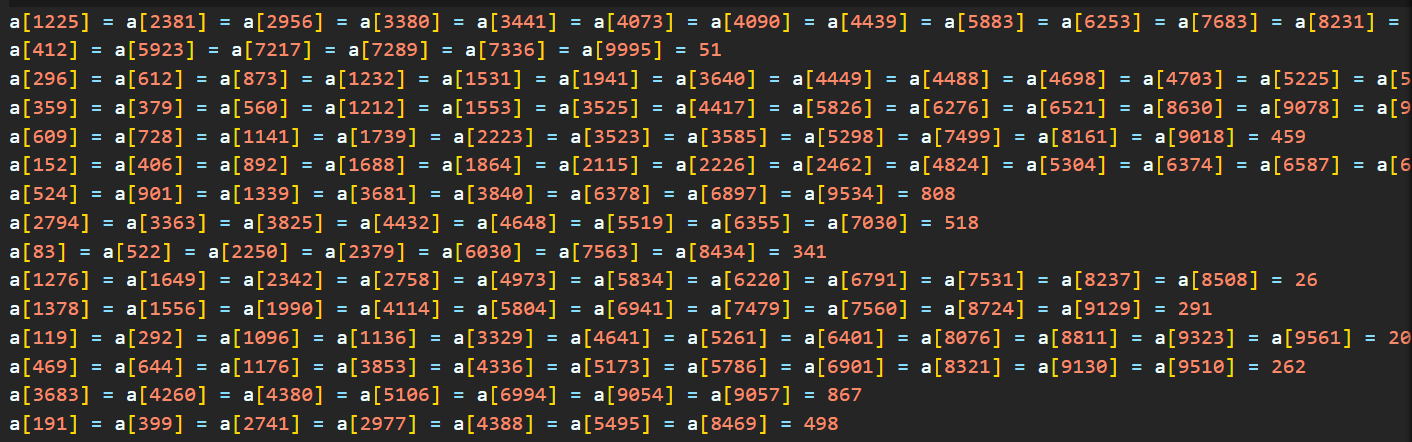 a[1225] = a[2381] = a[2956] = a[3380] = a[3441] = a[4073] = a[4090] = a[4439] = a[5883] = a[6253] = a[7683] = a[8231] =
a[412] = a[5923] = a[7217] = a[7289] = a[7336] = a[9995] = 51
a[296] = a[612] = a[873] = a[1232] = a[1531] = a[1941] = a[3640] = a[4449] = a[4488] = a[4698] = a[4703] = a[5225] = a[5
a[359] = a[379] = a[560] = a[1212] = a[1553] = a[3525] = a[4417] = a[5826] = a[6276] = a[6521] = a[8630] = a[9078] = a[9
a[609] = a[728] = a[1141] = a[1739] = a[2223] = a[3523] = a[3585] = a[5298] = a[7499] = a[8161] = a[9018] = 459
a[152] = a[406] = a[892] = a[1688] = a[1864] = a[2115] = a[2226] = a[2462] = a[4824] = a[5304] = a[6374] = a[6587] = a[6
a[524] = a[901] = a[1339] = a[3681] = a[3840] = a[6378] = a[6897] = a[9534] = 808
a[2794] = a[3363] = a[3825] = a[4432] = a[4648] = a[5519] = a[6355] = a[7030] = 518
a[83] = a[522] = a[2250] = a[2379] = a[6030] = a[7563] = a[8434] = 341
a[1276] = a[1649] = a[2342] = a[2758] = a[4973] = a[5834] = a[6220] = a[6791] = a[7531] = a[8237] = a[8508] = 26
a[1378] = a[1556] = a[1990] = a[4114] = a[5804] = a[6941] = a[7479] = a[7560] = a[8724] = a[9129] = 291
a[119] = a[292] = a[1096] = a[1136] = a[3329] = a[4641] = a[5261] = a[6401] = a[8076] = a[8811] = a[9323] = a[9561] = 20
a[469] = a[644] = a[1176] = a[3853] = a[4336] = a[5173] = a[5786] = a[6901] = a[8321] = a[9130] = a[9510] = 262
a[3683] = a[4260] = a[4380] = a[5106] = a[6994] = a[9054] = a[9057] = 867
a[191] = a[399] = a[2741] = a[2977] = a[4388] = a[5495] = a[8469] = 498